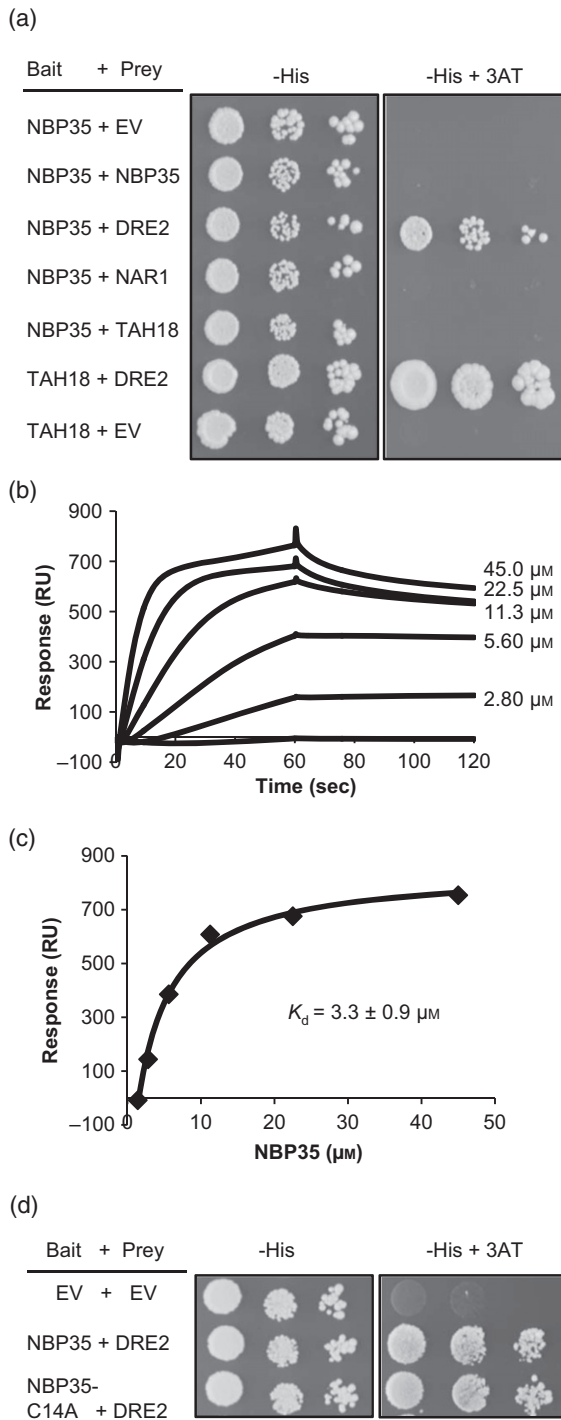 (a)
Bait + Prey -His -His + 3AT
NBP35 + EV
NBP35 + NBP35
NBP35 + DRE2
NBP35 + NAR1
NBP35 + TAH18
TAH18 + DRE2
TAH18 + EV
(b)
900
700
500
300
100
–100
Response (RU)
45.0 µM
22.5 µM
11.3 µM
5.60 µM
2.80 µM
0 20 40 60 80 100 120
Time (sec)
(c)
900
700
500
300
100
–100
Response (RU)
Kd = 3.3 ± 0.9 µM
0 10 20 30 40 50
NBP35 (µM)
(d)
Bait + Prey -His -His + 3AT
EV + EV
NBP35 + DRE2
NBP35-
C14A + DRE2